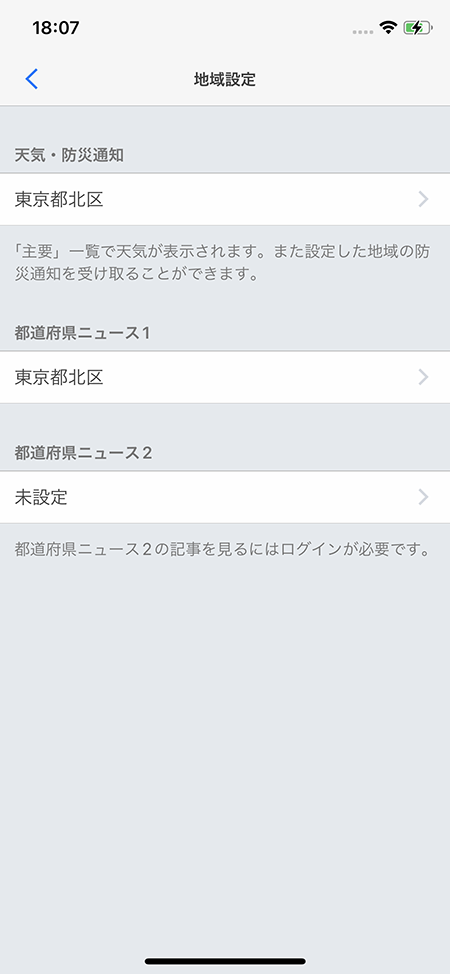 18:07
地域設定
天気・防災通知
東京都北区
「主要」一覧で天気が表示されます。また設定した地域の防
災通知を受け取ることができます。
都道府県ニュース1
東京都北区
都道府県ニュース2
未設定
都道府県ニュース2の記事を見るにはログインが必要です。